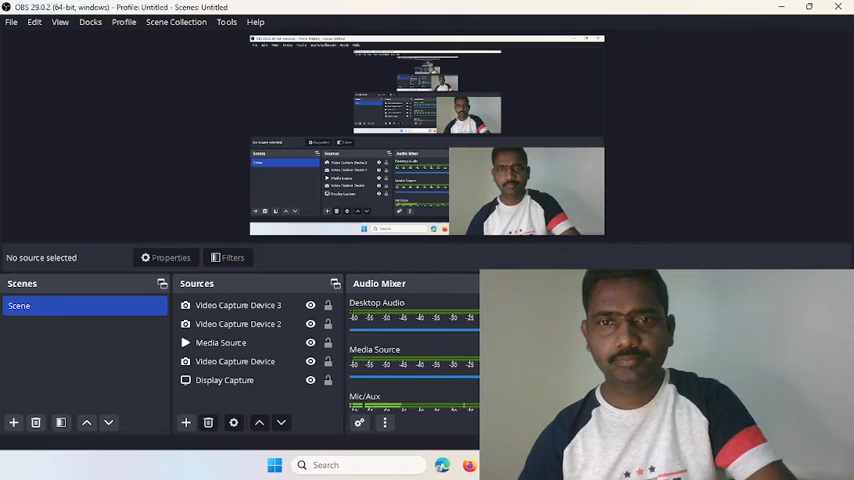 OBS 29.0.2 (64-bit, windows) - Profile: Untitled - Scenes: Untitled
File Edit View Docks Profile Scene Collection Tools Help
No source selected Properties Filters
Scenes
Scene
Sources
Video Capture Device 3
Video Capture Device 2
Media Source
Video Capture Device
Display Capture
Audio Mixer
Desktop Audio
-60 -55 -50 -45 -40 -35 -30 -25
Media Source
-60 -55 -50 -45 -40 -35 -30 -25
Mic/Aux
Search